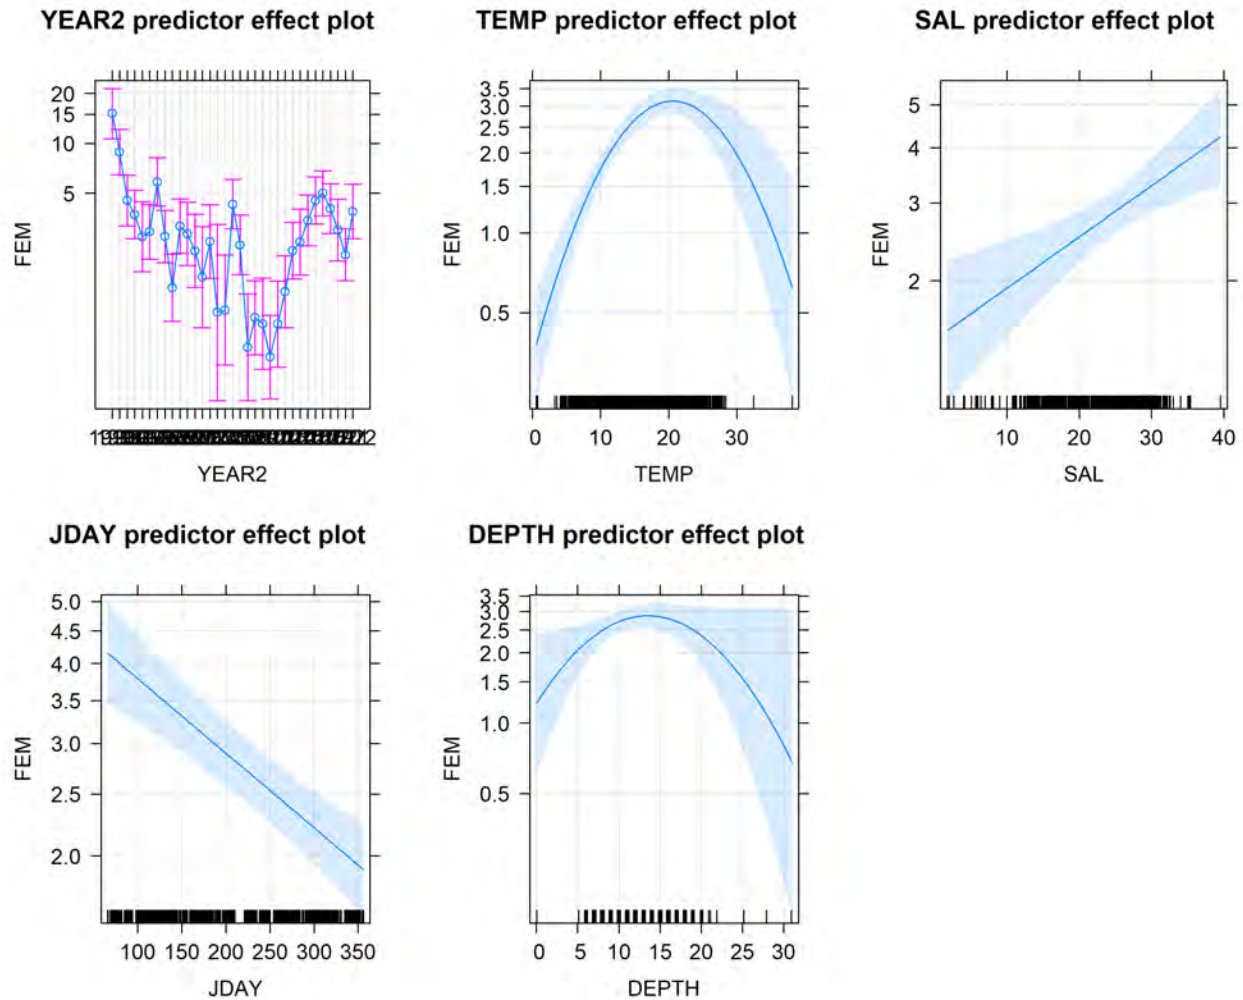 YEAR2 predictor effect plot
20
15
10
5
FEM
YEAR2
TEMP predictor effect plot
3.5
3.0
2.5
2.0
1.5
1.0
0.5
FEM
0 10 20 30
TEMP
SAL predictor effect plot
5
4
3
2
FEM
10 20 30 40
SAL
JDAY predictor effect plot
5.0
4.5
4.0
3.5
3.0
2.5
2.0
FEM
100 150 200 250 300 350
JDAY
DEPTH predictor effect plot
3.5
3.0
2.5
2.0
1.5
1.0
0.5
FEM
0 5 10 15 20 25 30
DEPTH